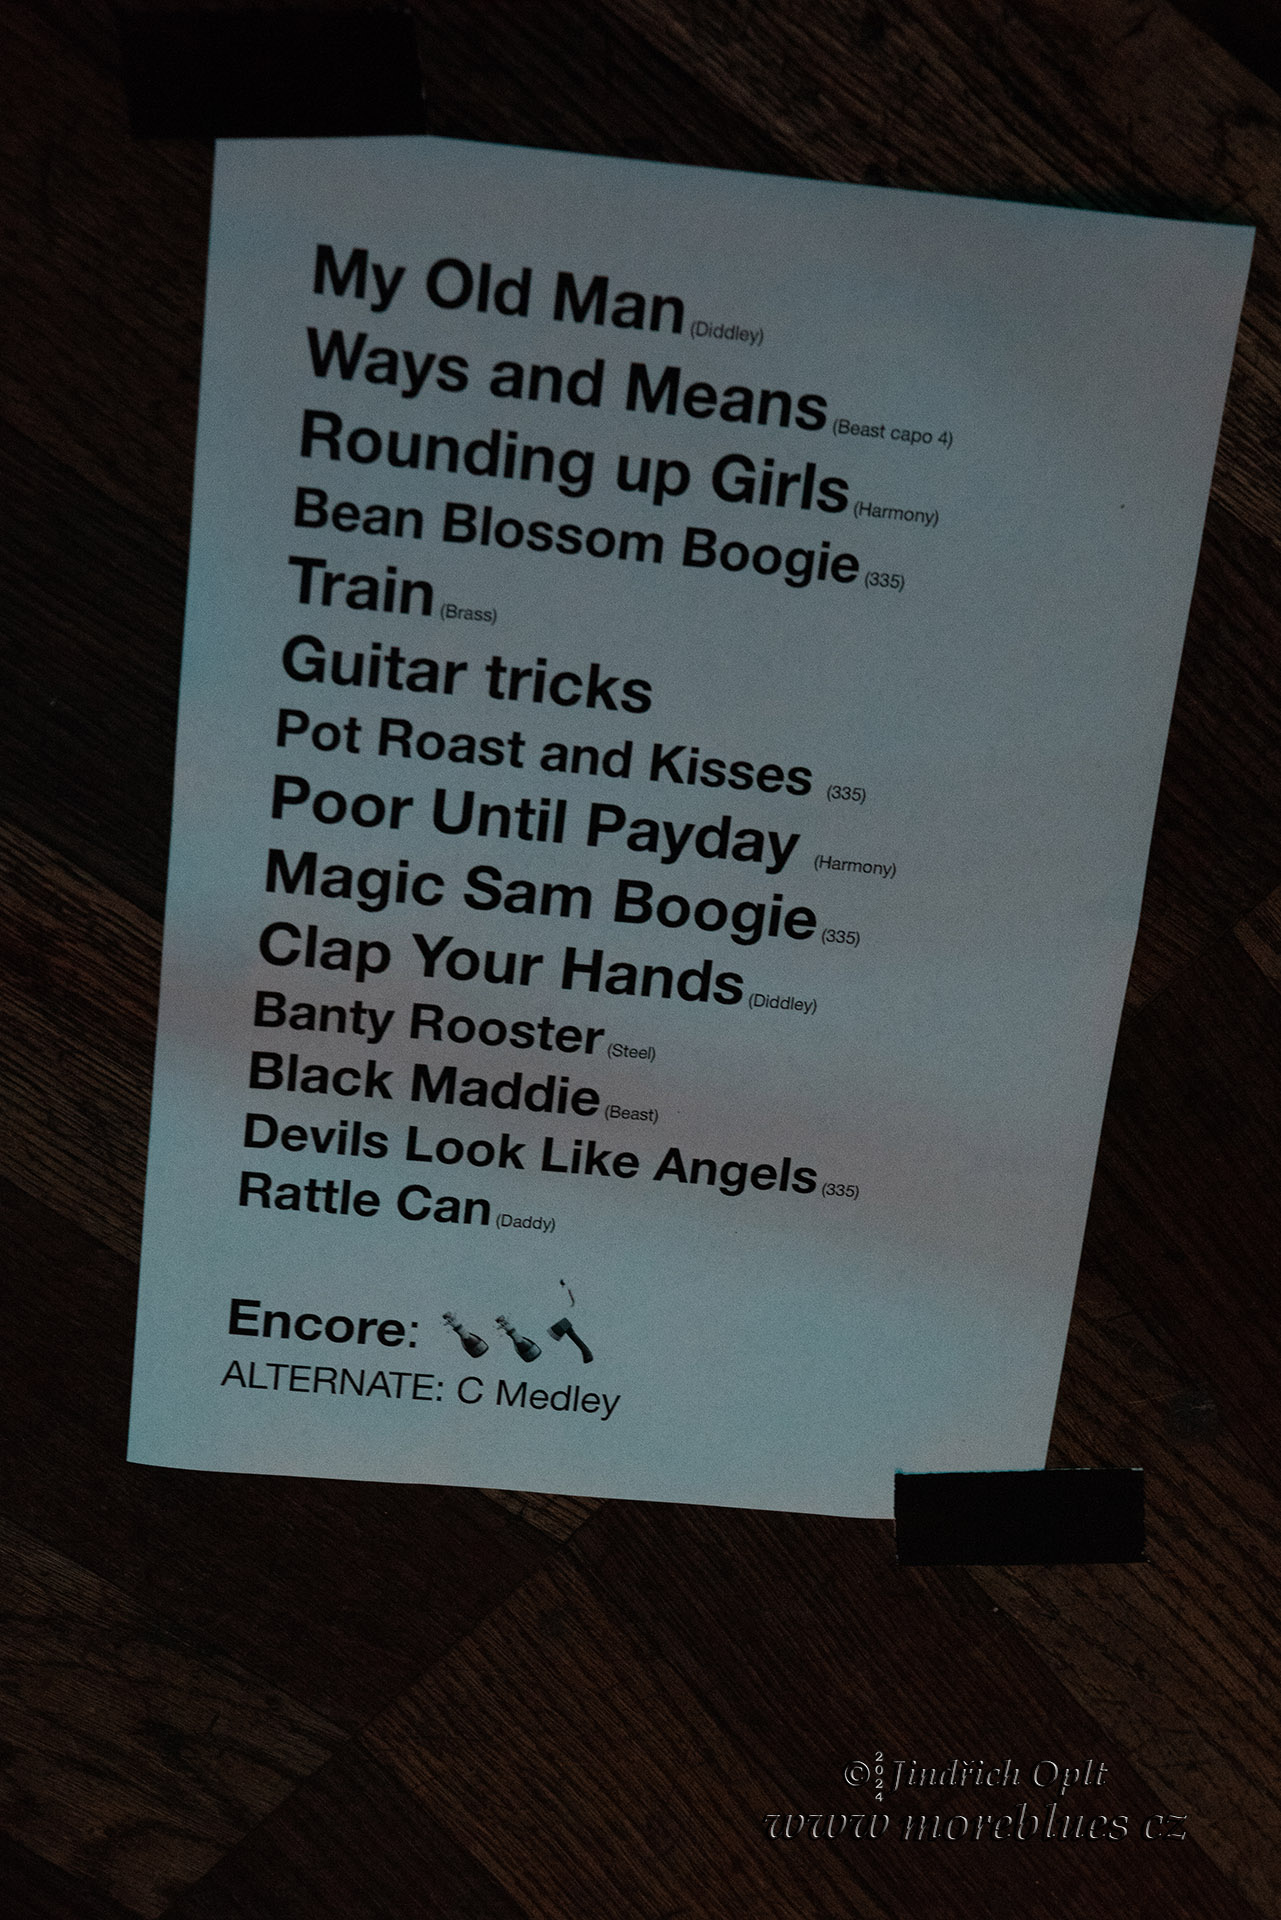 My Old Man (Diddley)
Ways and Means (Beast capo 4)
Rounding up Girls (Harmony)
Bean Blossom Boogie (335)
Train (Brass)
Guitar tricks
Pot Roast and Kisses (335)
Poor Until Payday (Harmony)
Magic Sam Boogie (335)
Clap Your Hands (Diddley)
Banty Rooster (Steel)
Black Maddie (Beast)
Devils Look Like Angels (335)
Rattle Can (Daddy)
Encore:
ALTERNATE: C Medley
© 2024 Jindřich Oplt
www moreblues cz